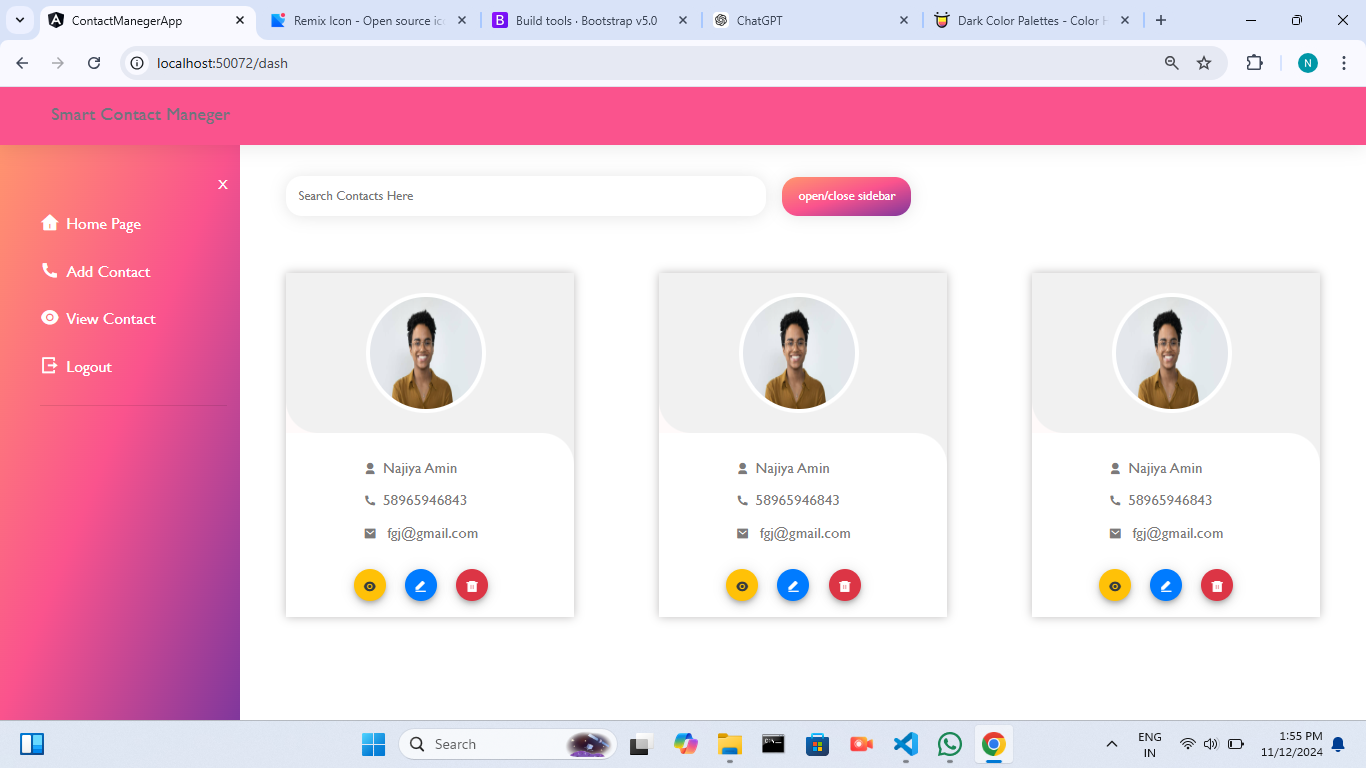 ContactManegerApp
Remix Icon - Open source ico
B
Build tools · Bootstrap v5.0
ChatGPT
Dark Color Palettes - Color H
localhost:50072/dash
N
Smart Contact Maneger
X
Home Page
Add Contact
View Contact
Logout
Search Contacts Here
open/close sidebar
Najiya Amin
58965946843
fgj@gmail.com
Najiya Amin
58965946843
fgj@gmail.com
Najiya Amin
58965946843
fgj@gmail.com
Search
ENG
IN
1:55 PM
11/12/2024